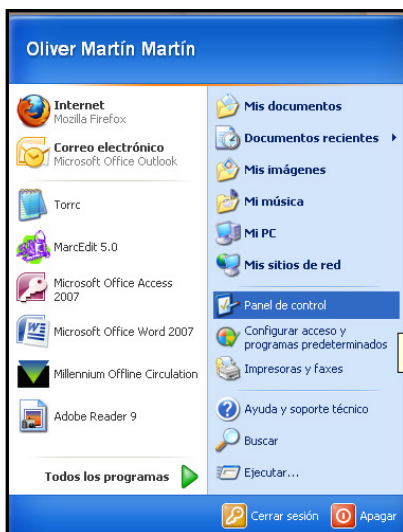 Oliver Martín Martín
Internet
Mozilla Firefox
Correo electrónico
Microsoft Office Outlook
Torrc
MarcEdit 5.0
Microsoft Office Access
2007
Microsoft Office Word 2007
Millennium Offline Circulation
Adobe Reader 9
Todos los programas
Mis documentos
Documentos recientes
Mis imágenes
Mi música
Mi PC
Mis sitios de red
Panel de control
Configurar acceso y
programas predeterminados
Impresoras y faxes
Ayuda y soporte técnico
Buscar
Ejecutar...
Cerrar sesión
Apagar